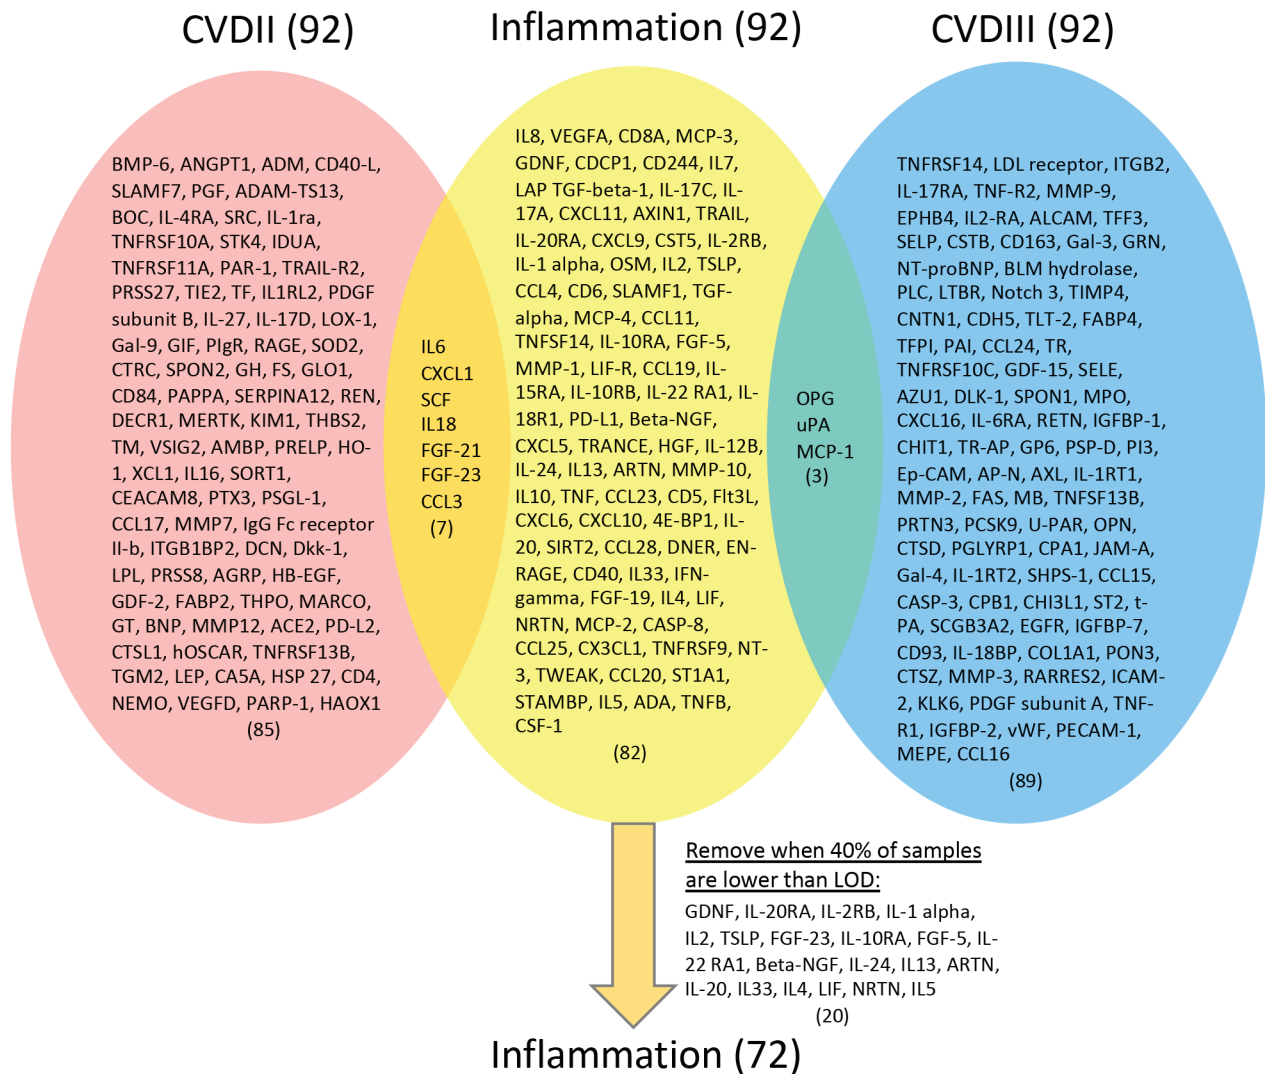 CVDII (92)
Inflammation (92)
CVDIII (92)
BMP-6, ANGPT1, ADM, CD40-L,
SLAMF7, PGF, ADAM-TS13,
BOC, IL-4RA, SRC, IL-1ra,
TNFRSF10A, STK4, IDUA,
TNFRSF11A, PAR-1, TRAIL-R2,
PRSS27, TIE2, TF, IL1RL2, PDGF
subunit B, IL-27, IL-17D, LOX-1,
Gal-9, GIF, PIgR, RAGE, SOD2,
CTRC, SPON2, GH, FS, GLO1,
CD84, PAPPA, SERPINA12, REN,
DECR1, MERTK, KIM1, THBS2,
TM, VSIG2, AMBP, PRELP, HO-
1, XCL1, IL16, SORT1,
CEACAM8, PTX3, PSGL-1,
CCL17, MMP7, IgG Fc receptor
II-b, ITGB1BP2, DCN, Dkk-1,
LPL, PRSS8, AGRP, HB-EGF,
GDF-2, FABP2, THPO, MARCO,
GT, BNP, MMP12, ACE2, PD-L2,
CTSL1, hOSCAR, TNFRSF13B,
TGM2, LEP, CA5A, HSP 27, CD4,
NEMO, VEGFD, PARP-1, HAOX1
(85)
IL6
CXCL1
SCF
IL18
FGF-21
FGF-23
CCL3
(7)
IL8, VEGFA, CD8A, MCP-3,
GDNF, CDCP1, CD244, IL7,
LAP TGF-beta-1, IL-17C, IL-
17A, CXCL11, AXIN1, TRAIL,
IL-20RA, CXCL9, CST5, IL-2RB,
IL-1 alpha, OSM, IL2, TSLP,
CCL4, CD6, SLAMF1, TGF-
alpha, MCP-4, CCL11,
TNFSF14, IL-10RA, FGF-5,
MMP-1, LIF-R, CCL19, IL-
15RA, IL-10RB, IL-22 RA1, IL-
18R1, PD-L1, Beta-NGF,
CXCL5, TRANCE, HGF, IL-12B,
IL-24, IL13, ARTN, MMP-10,
IL10, TNF, CCL23, CD5, Flt3L,
CXCL6, CXCL10, 4E-BP1, IL-
20, SIRT2, CCL28, DNER, EN-
RAGE, CD40, IL33, IFN-
gamma, FGF-19, IL4, LIF,
NRTN, MCP-2, CASP-8,
CCL25, CX3CL1, TNFRSF9, NT-
3, TWEAK, CCL20, ST1A1,
STAMBP, IL5, ADA, TNFB,
CSF-1
(82)
OPG
uPA
MCP-1
(3)
TNFRSF14, LDL receptor, ITGB2,
IL-17RA, TNF-R2, MMP-9,
EPHB4, IL2-RA, ALCAM, TFF3,
SELP, CSTB, CD163, Gal-3, GRN,
NT-proBNP, BLM hydrolase,
PLC, LTBR, Notch 3, TIMP4,
CNTN1, CDH5, TLT-2, FABP4,
TFPI, PAI, CCL24, TR,
TNFRSF10C, GDF-15, SELE,
AZU1, DLK-1, SPON1, MPO,
CXCL16, IL-6RA, RETN, IGFBP-1,
CHIT1, TR-AP, GP6, PSP-D, PI3,
Ep-CAM, AP-N, AXL, IL-1RT1,
MMP-2, FAS, MB, TNFSF13B,
PRTN3, PCSK9, U-PAR, OPN,
CTSD, PGLYRP1, CPA1, JAM-A,
Gal-4, IL-1RT2, SHPS-1, CCL15,
CASP-3, CPB1, CHI3L1, ST2, t-
PA, SCGB3A2, EGFR, IGFBP-7,
CD93, IL-18BP, COL1A1, PON3,
CTSZ, MMP-3, RARRES2, ICAM-
2, KLK6, PDGF subunit A, TNF-
R1, IGFBP-2, vWF, PECAM-1,
MEPE, CCL16
(89)
Remove when 40% of samples
are lower than LOD:
GDNF, IL-20RA, IL-2RB, IL-1 alpha,
IL2, TSLP, FGF-23, IL-10RA, FGF-5, IL-
22 RA1, Beta-NGF, IL-24, IL13, ARTN,
IL-20, IL33, IL4, LIF, NRTN, IL5
(20)
Inflammation (72)